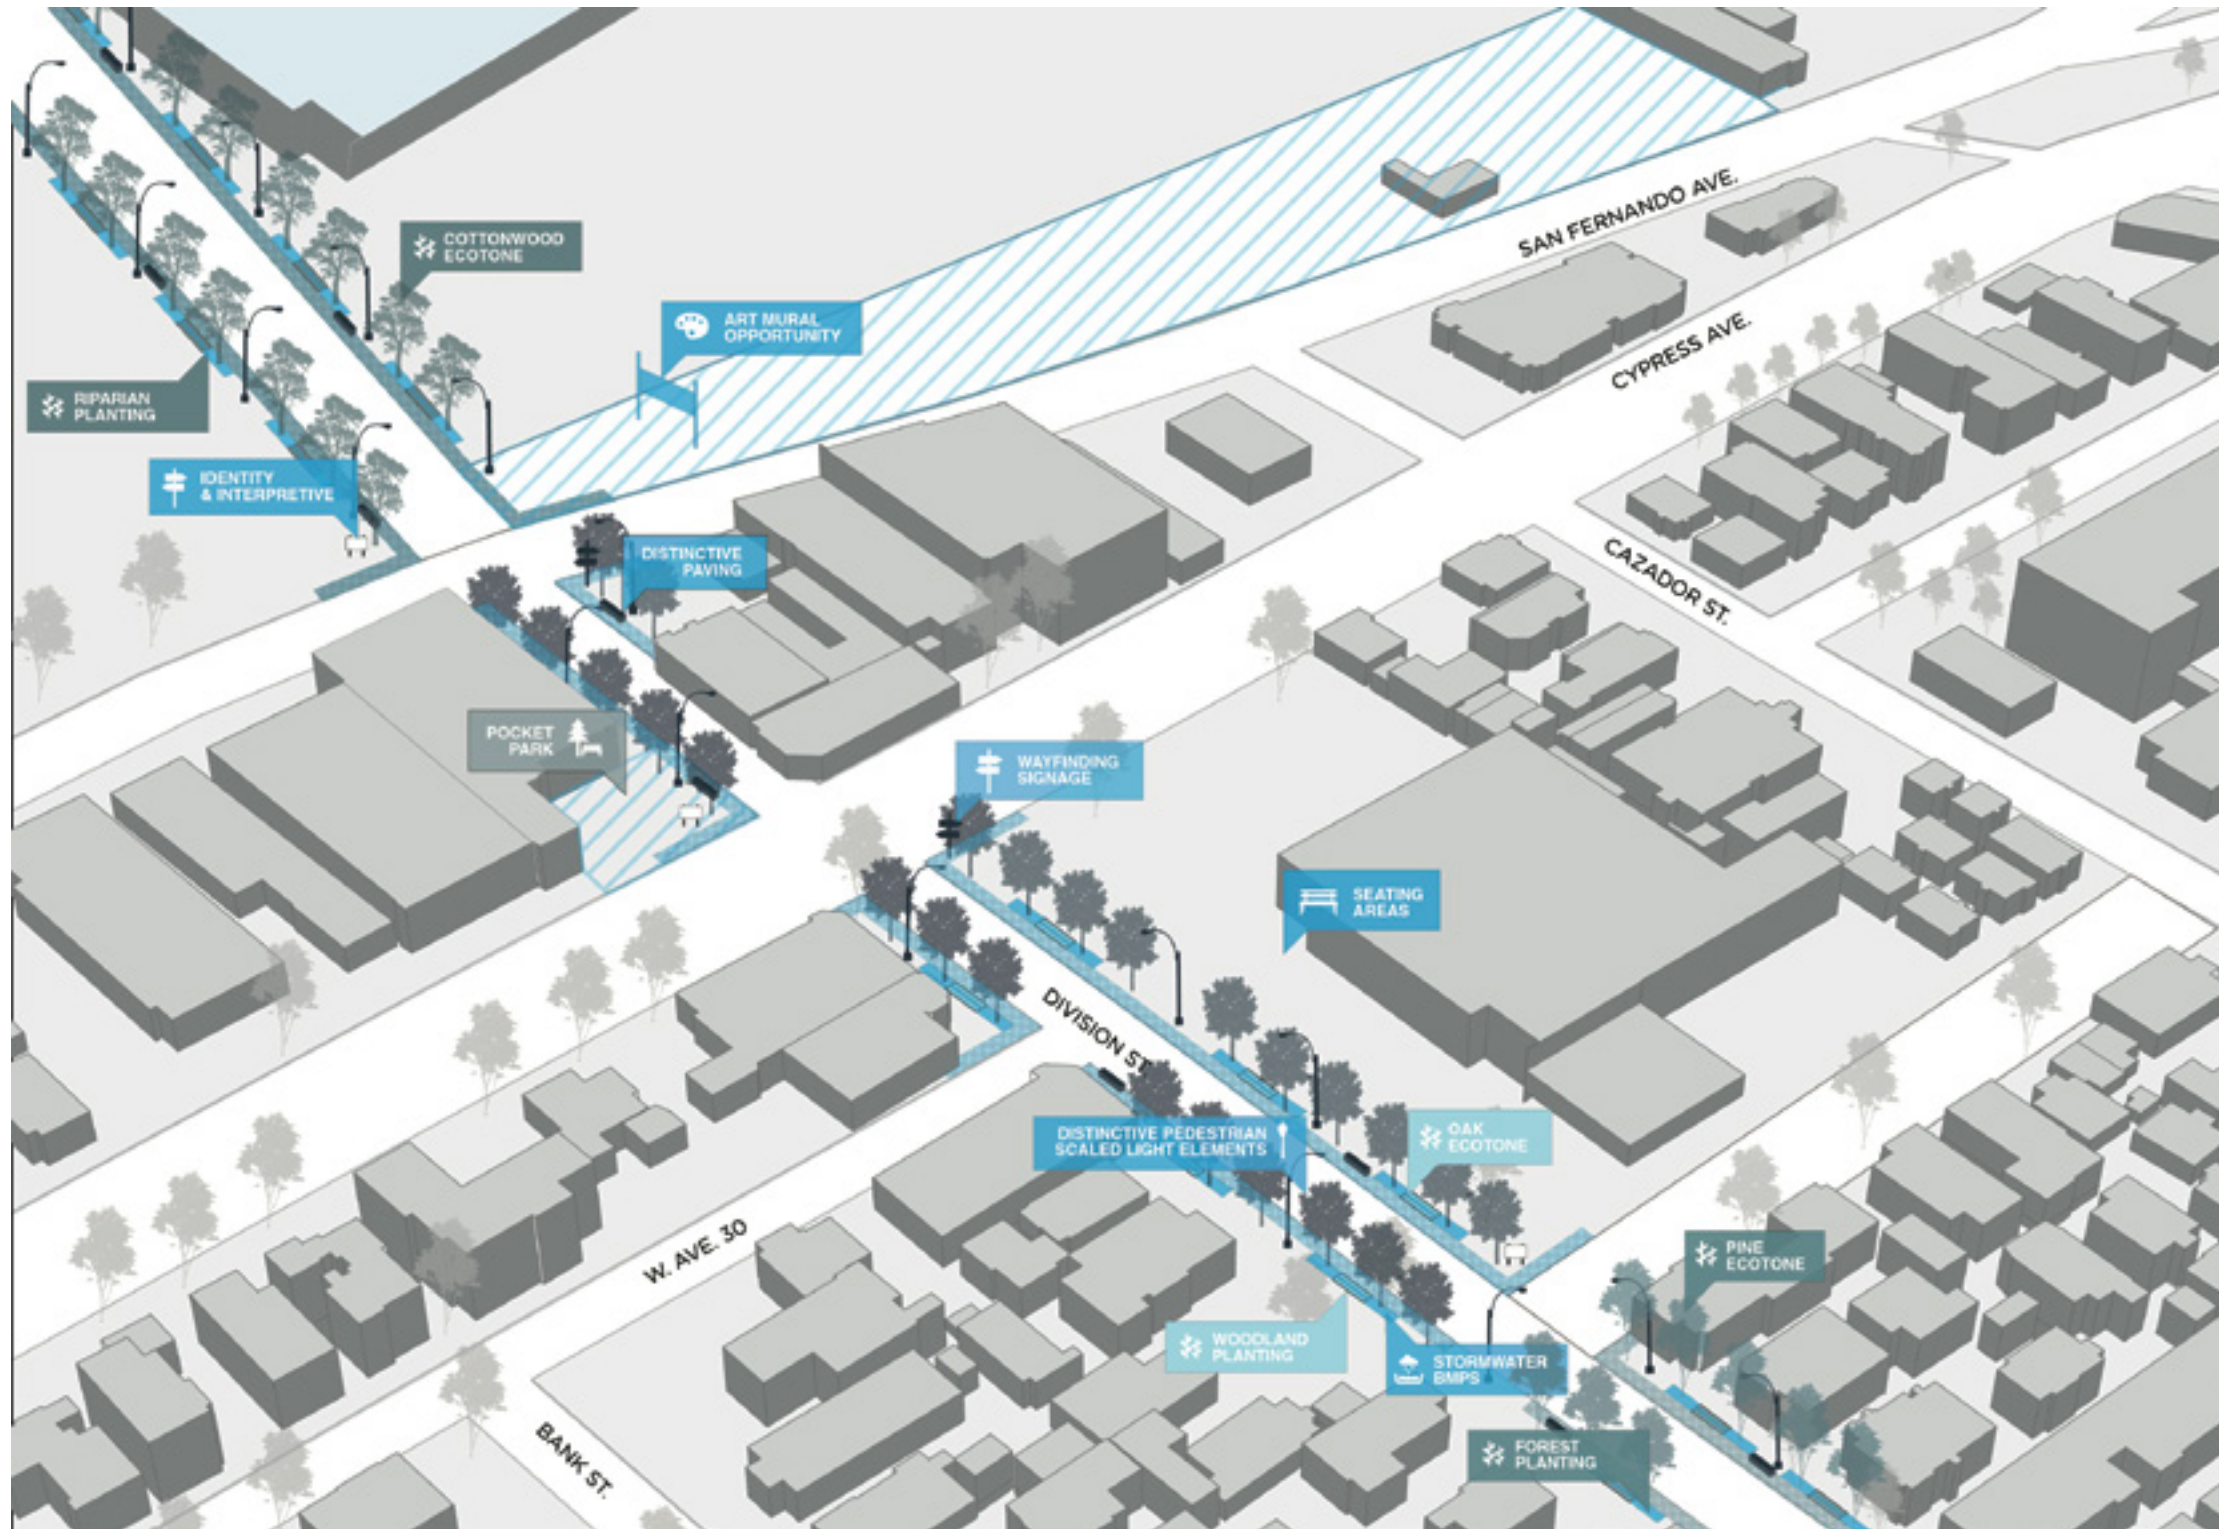 SAN FERNANDO AVE.
COTTONWOOD
ECOTONE
ART MURAL
OPPORTUNITY
CYPRESS AVE.
RIPARIAN
PLANTING
IDENTITY
& INTERPRETIVE
DISTINCTIVE
PAVING
CAZADOR ST.
POCKET
PARK
WAYFINDING
SIGNAGE
SEATING
AREAS
DIVISION ST.
DISTINCTIVE PEDESTRIAN
SCALED LIGHT ELEMENTS
OAK
ECOTONE
W. AVE. 30
PINE
ECOTONE
WOODLAND
PLANTING
STORMWATER
BMPS
BANK ST.
FOREST
PLANTING